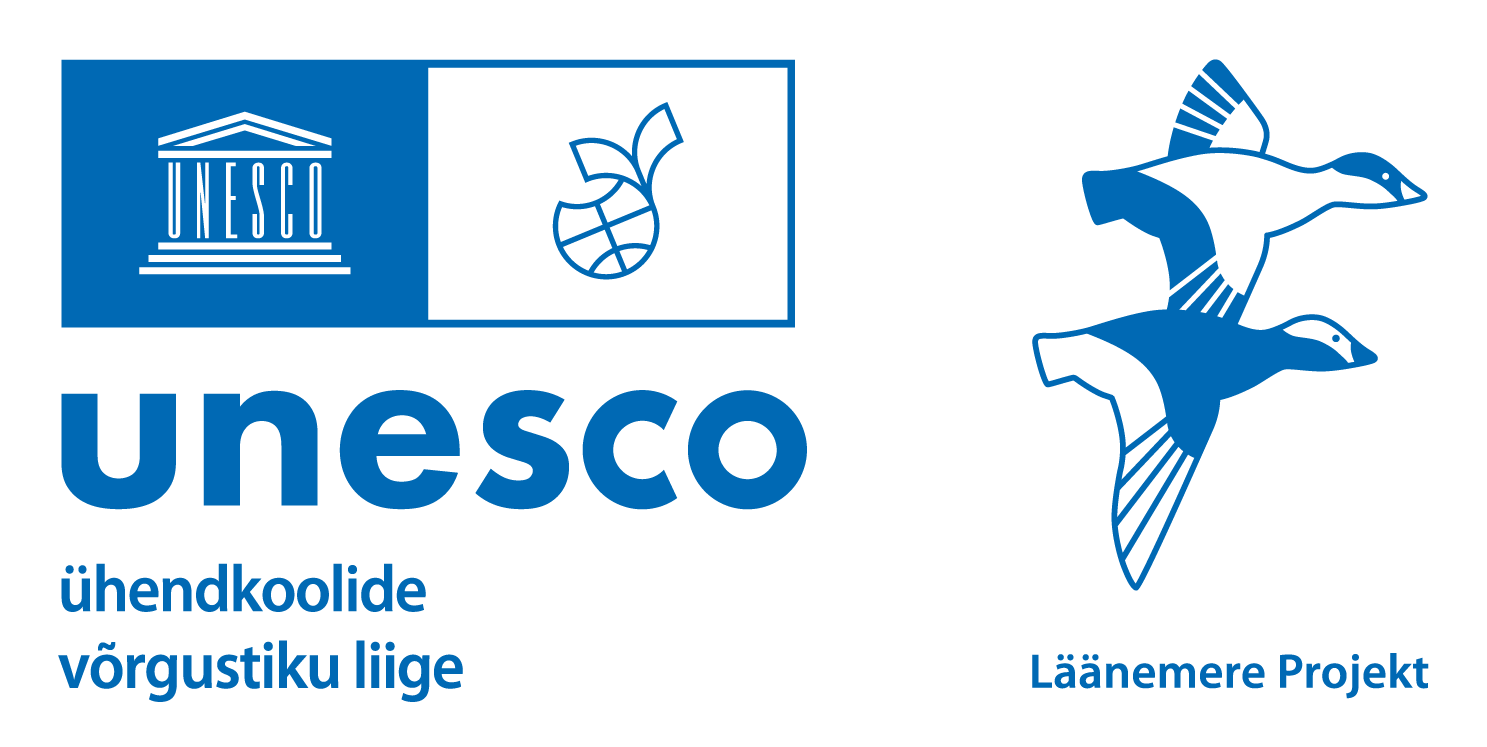 UNESCO
unesco
ühendkoolide
võrgustiku liige
Läänemere Projekt